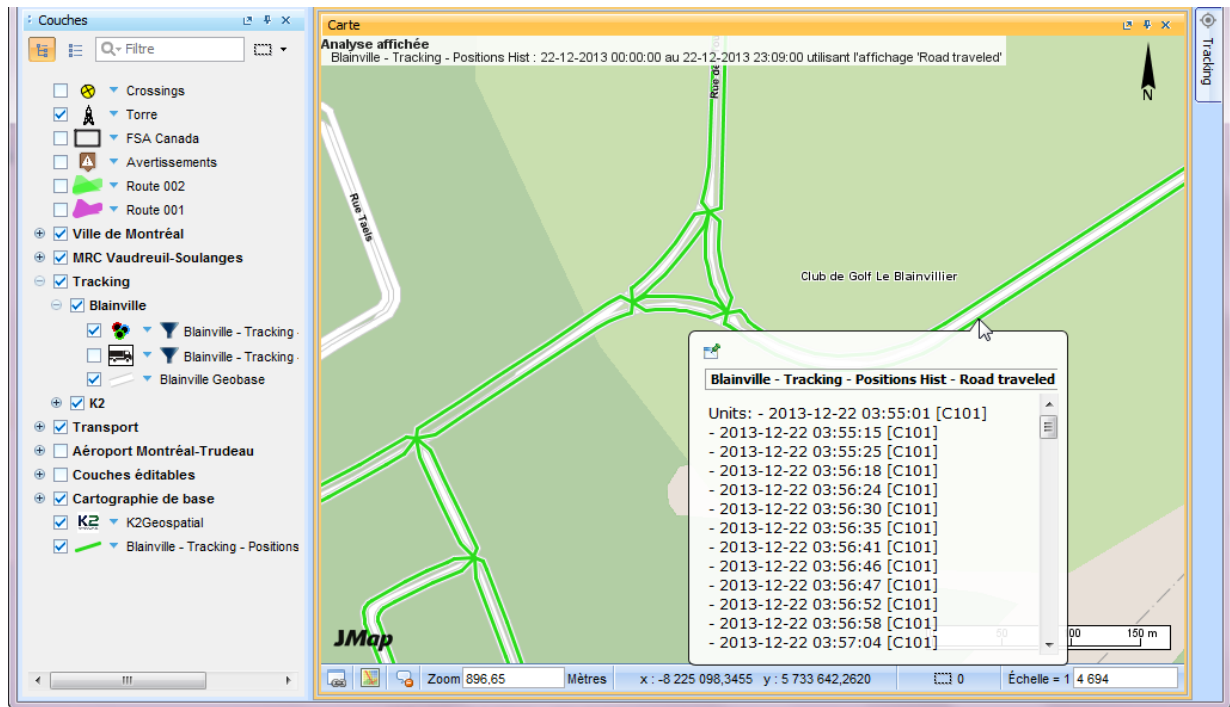 Couches
Filtre
Crossings
Torre
FSA Canada
Avertissements
Route 002
Route 001
Ville de Montréal
MRC Vaudreuil-Soulanges
Tracking
Blainville
Blainville - Tracking -
Blainville - Tracking -
Blainville Geobase
K2
Transport
Aéroport Montréal-Trudeau
Couches éditables
Cartographie de base
K2 K2Geospatial
Blainville - Tracking - Positions
Carte
Analyse affichée
Blainville - Tracking - Positions Hist : 22-12-2013 00:00:00 au 22-12-2013 23:09:00 utilisant l'affichage 'Road traveled'
N
Rue Taels
Club de Golf Le Blainvillier
Blainville - Tracking - Positions Hist - Road traveled
Units: - 2013-12-22 03:55:01 [C101]
- 2013-12-22 03:55:15 [C101]
- 2013-12-22 03:55:25 [C101]
- 2013-12-22 03:56:18 [C101]
- 2013-12-22 03:56:24 [C101]
- 2013-12-22 03:56:30 [C101]
- 2013-12-22 03:56:35 [C101]
- 2013-12-22 03:56:41 [C101]
- 2013-12-22 03:56:46 [C101]
- 2013-12-22 03:56:47 [C101]
- 2013-12-22 03:56:52 [C101]
- 2013-12-22 03:56:58 [C101]
- 2013-12-22 03:57:04 [C101]
50 150 m
JMap
Zoom 896,65 Mètres x : -8 225 098,3455 y : 5 733 642,2620 0 Échelle = 1 4 694
Tracking